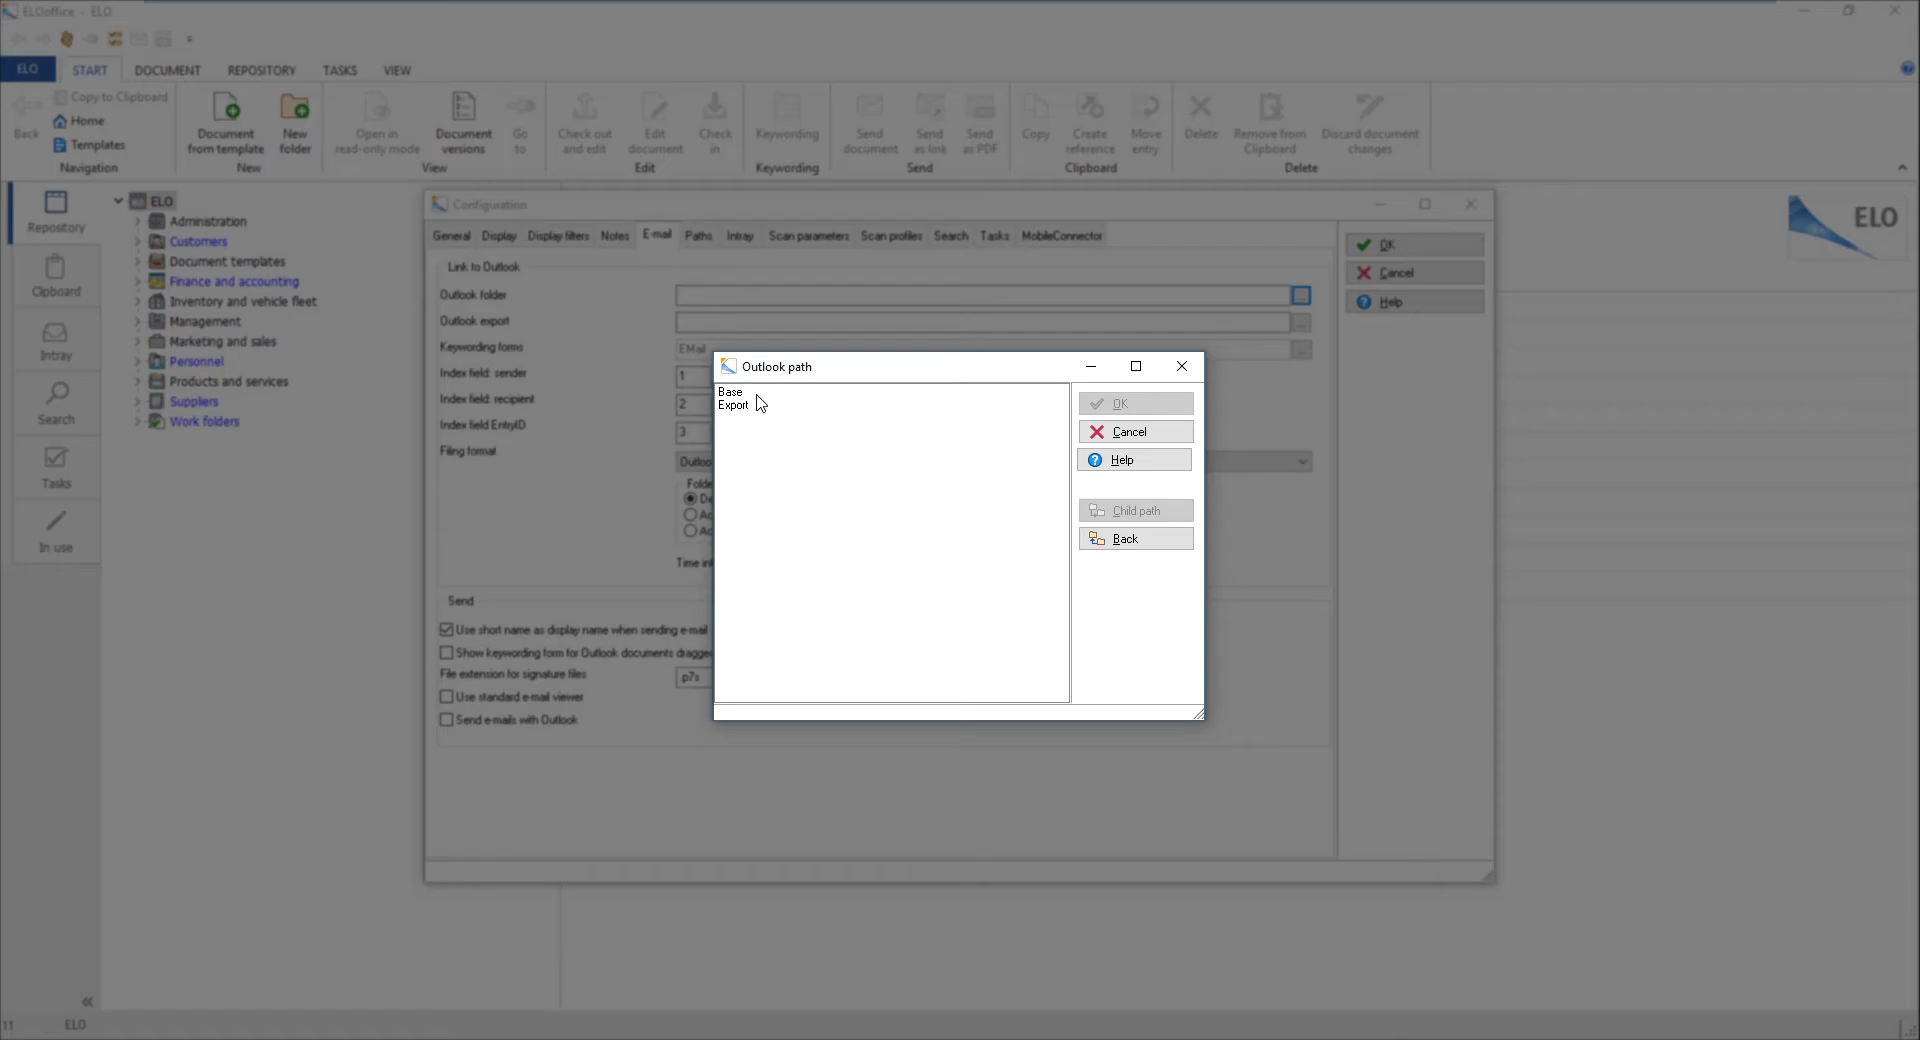 ELOoffice - ELO
ELO
START
DOCUMENT
REPOSITORY
TASKS
VIEW
Back
Copy to Clipboard
Home
Templates
Navigation
Document
from template
New
folder
New
Open in
read-only mode
Document
versions
Go
to
View
Check out
and edit
Edit
document
Check
in
Edit
Keywording
Keywording
Send
document
Send
as link
Send
as PDF
Send
Copy
Create
reference
Move
entry
Clipboard
Delete
Remove from
Clipboard
Discard document
changes
Delete
Repository
Clipboard
Intray
Search
Tasks
In use
ELO
Administration
Customers
Document templates
Finance and accounting
Inventory and vehicle fleet
Management
Marketing and sales
Personnel
Products and services
Suppliers
Work folders
ELO
Configuration
General
Display
Display filters
Notes
E-mail
Paths
Intray
Scan parameters
Scan profiles
Search
Tasks
MobileConnector
OK
Cancel
Help
Link to Outlook
Outlook folder
...
Outlook export
...
Keywording forms
EMail
...
Index field: sender
1
Index field: recipient
2
Index field EntryID
3
Filing format
Outloo
Folde
De
Ac
Ac
Time in
Send
Use short name as display name when sending e-mail
Show keywording form for Outlook documents dragged
File extension for signature files
.p7s
Use standard e-mail viewer
Send e-mails with Outlook
Outlook path
Base
Export
OK
Cancel
Help
Child path
Back
11
ELO